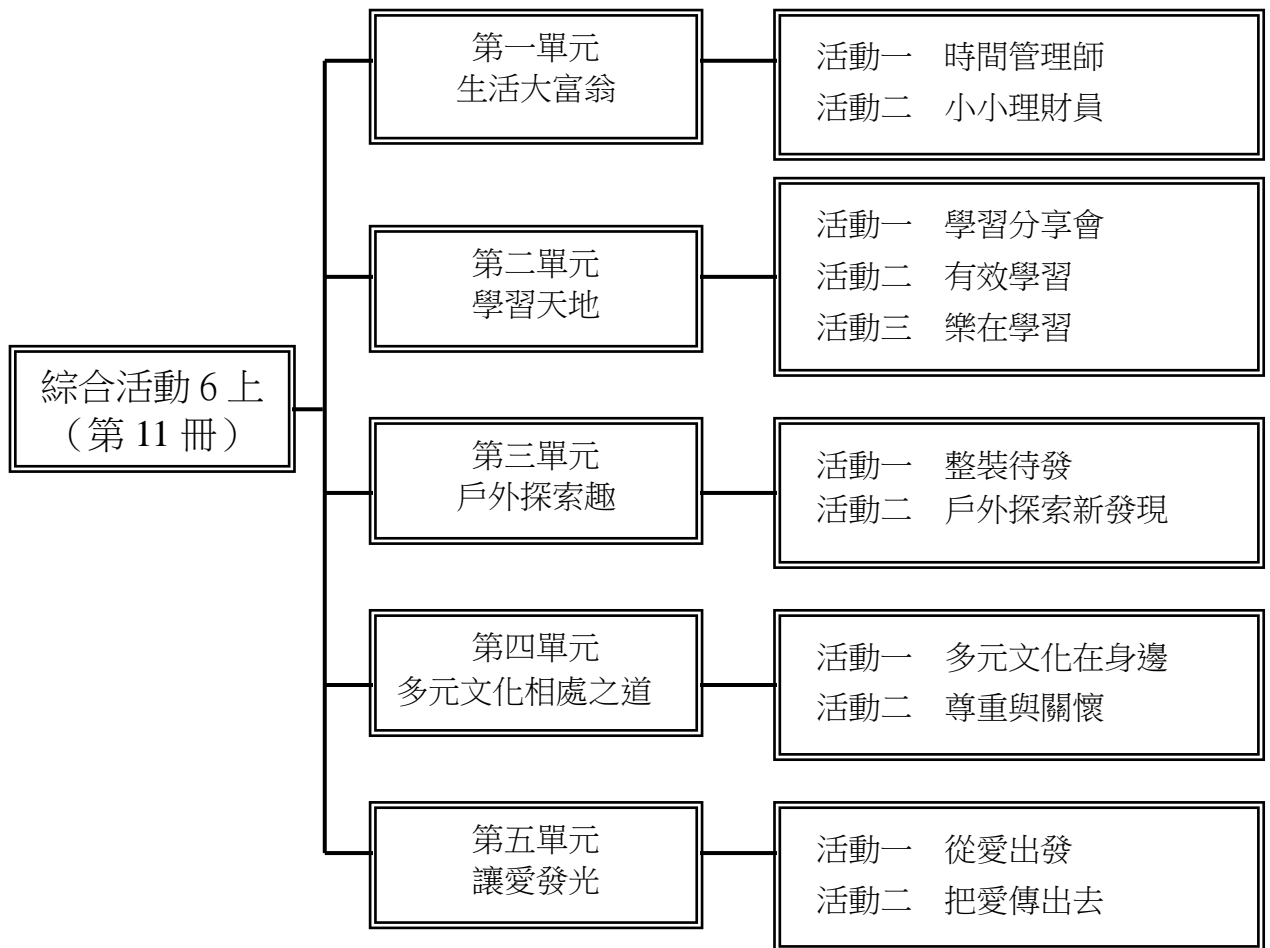 綜合活動 6 上
（第 11 冊）
第一單元
生活大富翁
活動一 時間管理師
活動二 小小理財員
第二單元
學習天地
活動一 學習分享會
活動二 有效學習
活動三 樂在學習
第三單元
戶外探索趣
活動一 整裝待發
活動二 戶外探索新發現
第四單元
多元文化相處之道
活動一 多元文化在身邊
活動二 尊重與關懷
第五單元
讓愛發光
活動一 從愛出發
活動二 把愛傳出去